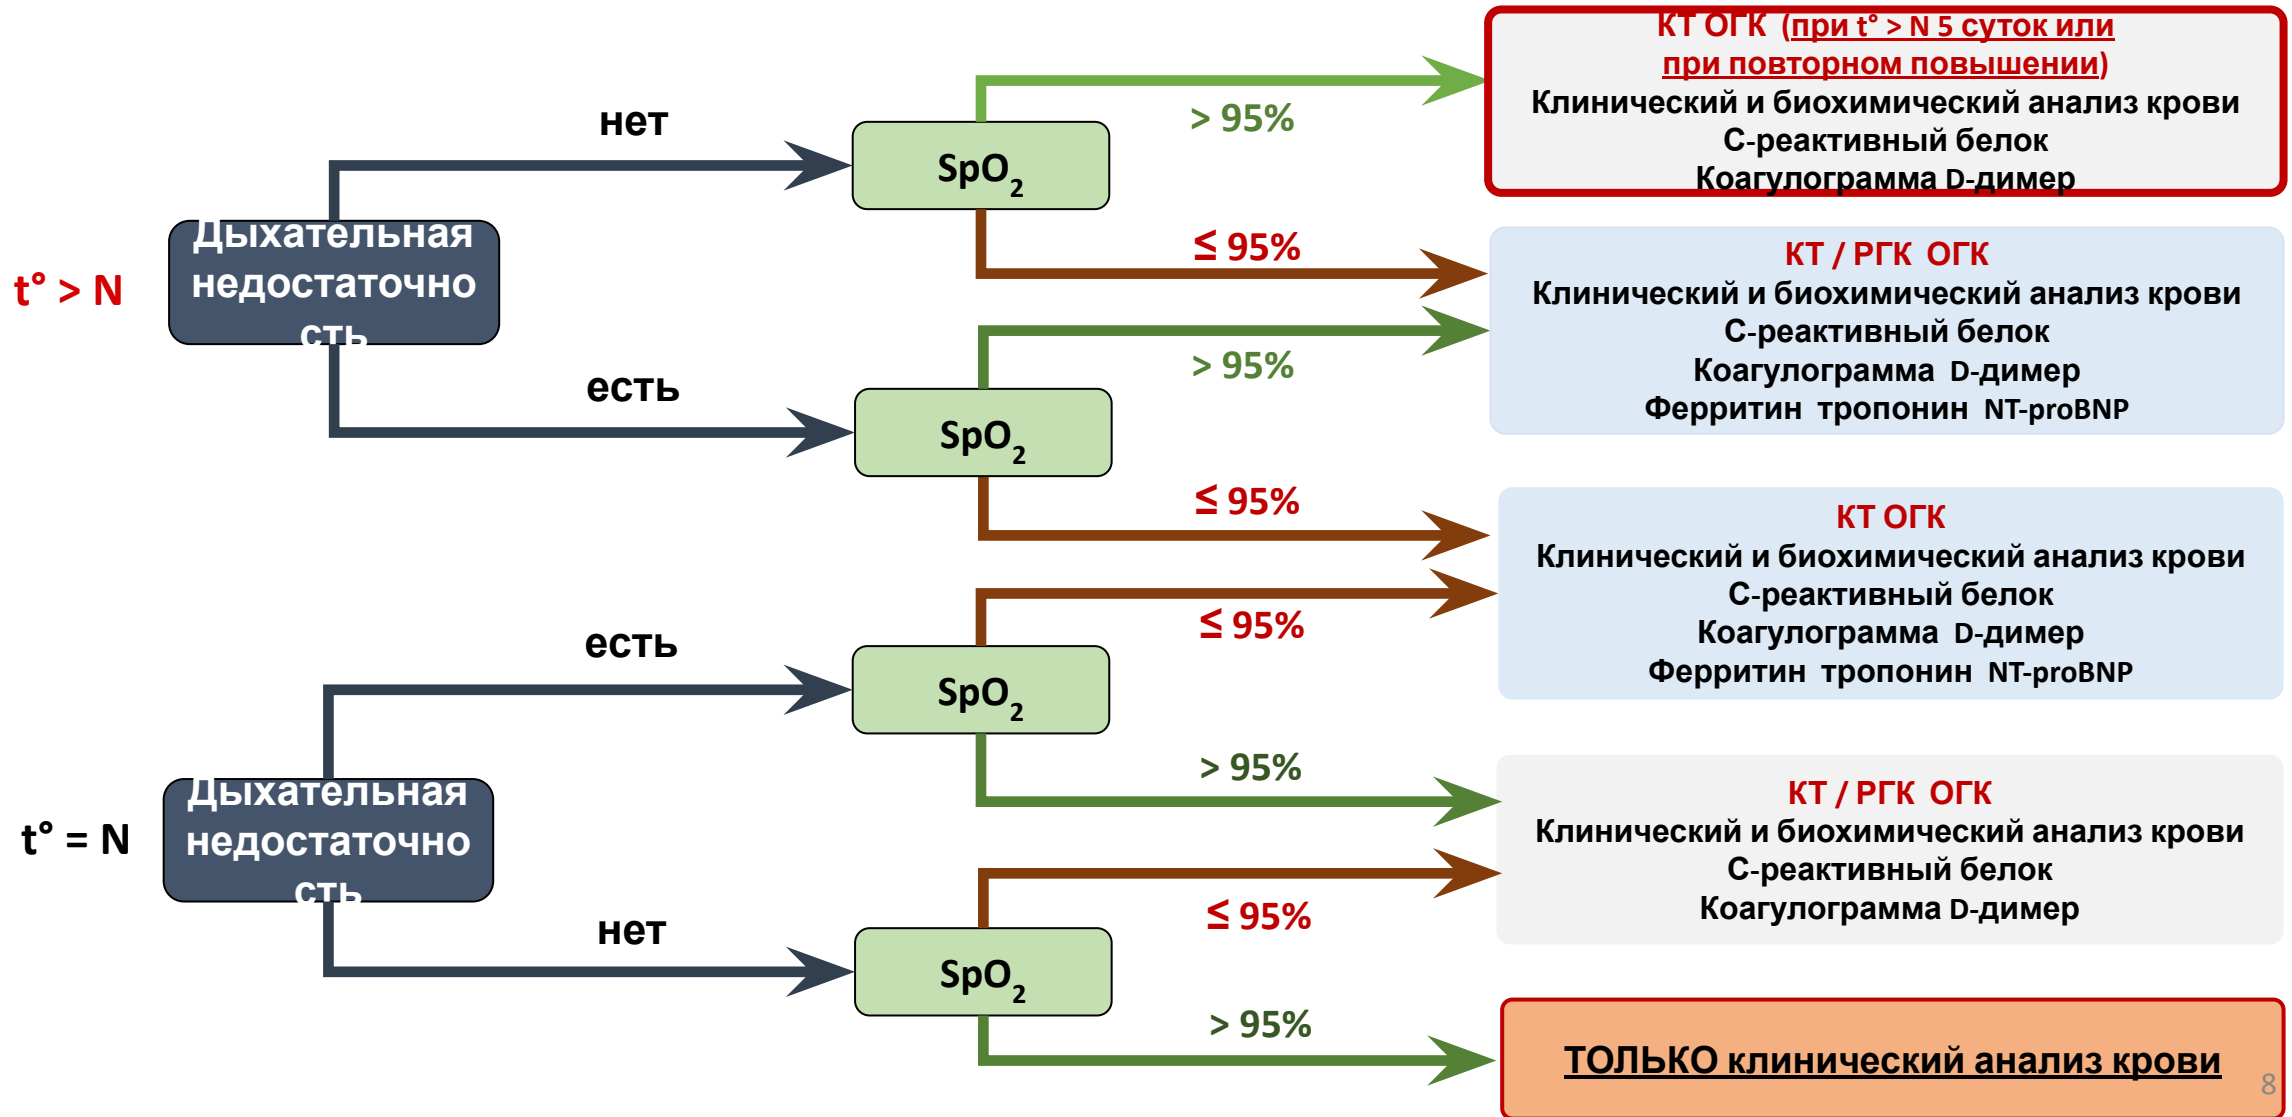 КТ ОГК (при t° > N 5 суток или
при повторном повышении)
Клинический и биохимический анализ крови
С-реактивный белок
Коагулограмма D-димер
нет
> 95%
SpO2
≤ 95%
t° > N
Дыхательная
недостаточно
сть
КТ / РГК ОГК
Клинический и биохимический анализ крови
С-реактивный белок
Коагулограмма D-димер
Ферритин тропонин NT-proBNP
> 95%
есть
SpO2
≤ 95%
КТ ОГК
Клинический и биохимический анализ крови
С-реактивный белок
Коагулограмма D-димер
Ферритин тропонин NT-proBNP
≤ 95%
есть
SpO2
> 95%
t° = N
Дыхательная
недостаточно
сть
КТ / РГК ОГК
Клинический и биохимический анализ крови
С-реактивный белок
Коагулограмма D-димер
≤ 95%
нет
SpO2
> 95%
ТОЛЬКО клинический анализ крови
8